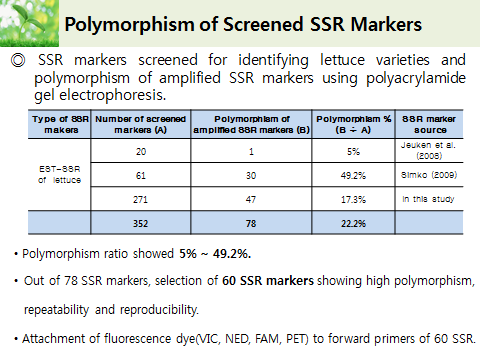 Polymorphism of Screened SSR Markers
◎ SSR markers screened for identifying lettuce varieties and
polymorphism of amplified SSR markers using polyacrylamide
gel electrophoresis.
Type of SSR makers | Number of screened markers (A) | Polymorphism of amplified SSR markers (B) | Polymorphism % (B ÷ A) | SSR marker source
EST-SSR of lettuce | 20 | 1 | 5% | Jeuken et al. (2008)
61 | 30 | 49.2% | Simko (2009)
271 | 47 | 17.3% | In this study
352 | 78 | 22.2%
• Polymorphism ratio showed 5% ~ 49.2%.
• Out of 78 SSR markers, selection of 60 SSR markers showing high polymorphism,
repeatability and reproducibility.
• Attachment of fluorescence dye(VIC, NED, FAM, PET) to forward primers of 60 SSR.